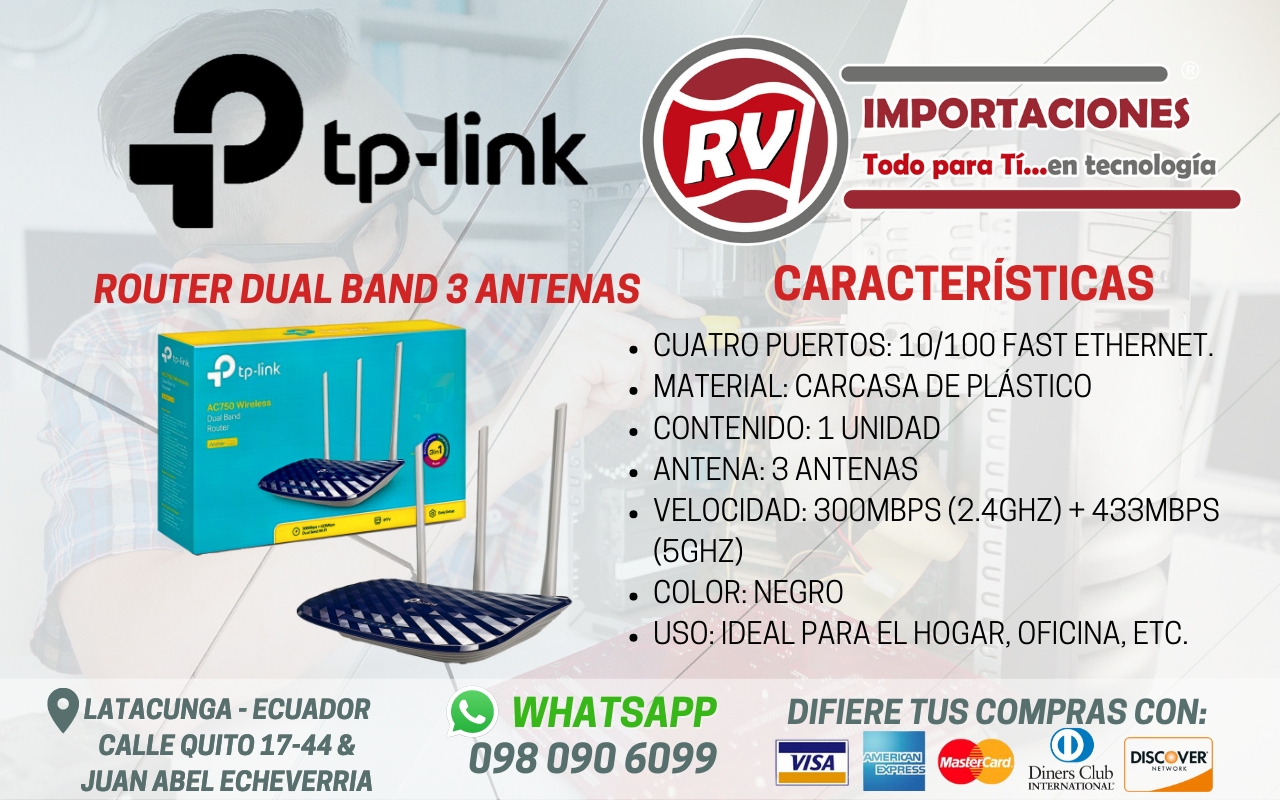 tp-link
RV
IMPORTACIONES
®
Todo para Tí...en tecnología
ROUTER DUAL BAND 3 ANTENAS
tp-link
tp-link
AC750 Wireless
Dual Band
Router
3in1
CARACTERÍSTICAS
• CUATRO PUERTOS: 10/100 FAST ETHERNET.
• MATERIAL: CARCASA DE PLÁSTICO
• CONTENIDO: 1 UNIDAD
• ANTENA: 3 ANTENAS
• VELOCIDAD: 300MBPS (2.4GHZ) + 433MBPS
(5GHZ)
• COLOR: NEGRO
• USO: IDEAL PARA EL HOGAR, OFICINA, ETC.
LATACUNGA - ECUADOR
CALLE QUITO 17-44 &
JUAN ABEL ECHEVERRIA
WHATSAPP
098 090 6099
DIFIERE TUS COMPRAS CON:
VISA
AMERICAN
EXPRESS
MasterCard
Diners Club
INTERNATIONAL
DISCOVER
NETWORK